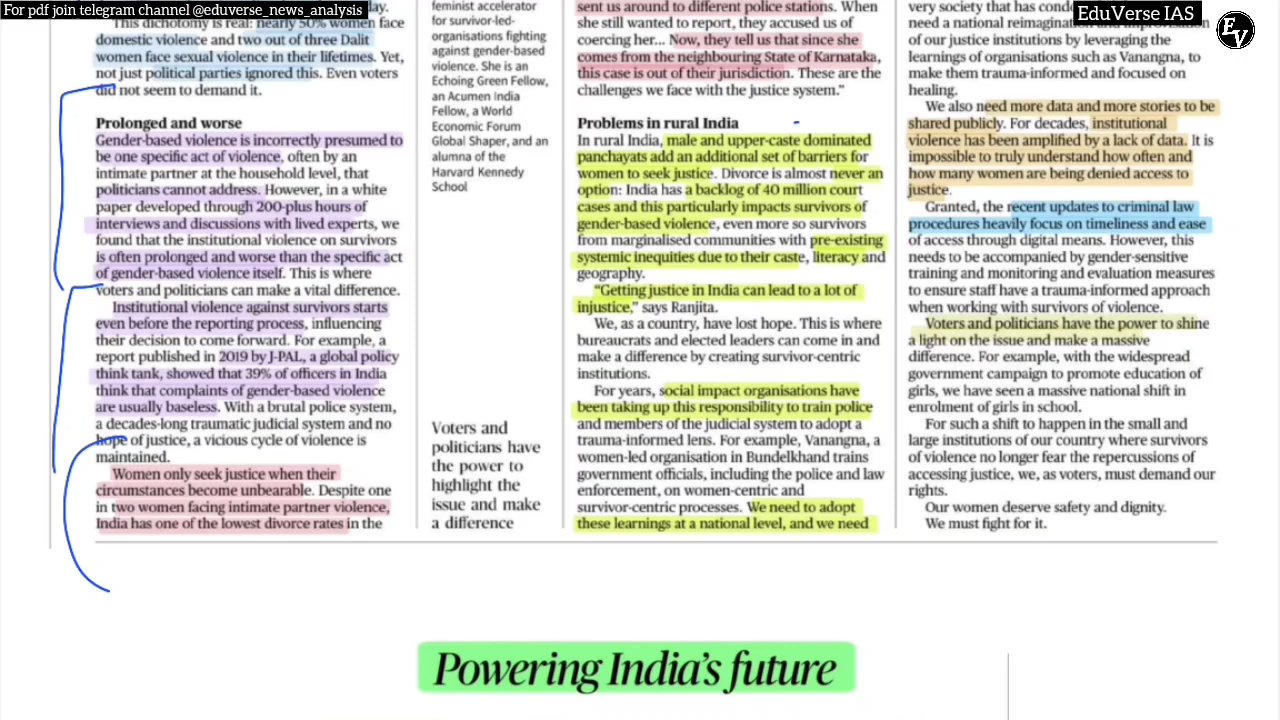 For pdf join telegram channel @eduverse_news_analysis
EduVerse IAS
EV
This dichotomy is real: nearly 50% women face
domestic violence and two out of three Dalit
women face sexual violence in their lifetimes. Yet,
not just political parties ignored this. Even voters
did not seem to demand it.
Prolonged and worse
Gender-based violence is incorrectly presumed to
be one specific act of violence, often by an
intimate partner at the household level, that
politicians cannot address. However, in a white
paper developed through 200-plus hours of
interviews and discussions with lived experts, we
found that the institutional violence on survivors
is often prolonged and worse than the specific act
of gender-based violence itself. This is where
voters and politicians can make a vital difference.
Institutional violence against survivors starts
even before the reporting process, influencing
their decision to come forward. For example, a
report published in 2019 by J-PAL, a global policy
think tank, showed that 39% of officers in India
think that complaints of gender-based violence
are usually baseless. With a brutal police system,
a decades-long traumatic judicial system and no
hope of justice, a vicious cycle of violence is
maintained.
Women only seek justice when their
circumstances become unbearable. Despite one
in two women facing intimate partner violence,
India has one of the lowest divorce rates in the
feminist accelerator
for survivor-led-
organisations fighting
against gender-based
violence. She is an
Echoing Green Fellow,
an Acumen India
Fellow, a World
Economic Forum
Global Shaper, and an
alumna of the
Harvard Kennedy
School
Voters and
politicians have
the power to
highlight the
issue and make
a difference
sent us around to different police stations. When
she still wanted to report, they accused us of
coercing her... Now, they tell us that since she
comes from the neighbouring State of Karnataka,
this case is out of their jurisdiction. These are the
challenges we face with the justice system.”
Problems in rural India
In rural India, male and upper-caste dominated
panchayats add an additional set of barriers for
women to seek justice. Divorce is almost never an
option: India has a backlog of 40 million court
cases and this particularly impacts survivors of
gender-based violence, even more so survivors
from marginalised communities with pre-existing
systemic inequities due to their caste, literacy and
geography.
“Getting justice in India can lead to a lot of
injustice,” says Ranjita.
We, as a country, have lost hope. This is where
bureaucrats and elected leaders can come in and
make a difference by creating survivor-centric
institutions.
For years, social impact organisations have
been taking up this responsibility to train police
and members of the judicial system to adopt a
trauma-informed lens. For example, Vanangna, a
women-led organisation in Bundelkhand trains
government officials, including the police and law
enforcement, on women-centric and
survivor-centric processes. We need to adopt
these learnings at a national level, and we need
very society that has
need a national
of our justice institutions by leveraging the
learnings of organisations such as Vanangna, to
make them trauma-informed and focused on
healing.
We also need more data and more stories to be
shared publicly. For decades, institutional
violence has been amplified by a lack of data. It is
impossible to truly understand how often and
how many women are being denied access to
justice.
Granted, the recent updates to criminal law
procedures heavily focus on timeliness and ease
of access through digital means. However, this
needs to be accompanied by gender-sensitive
training and monitoring and evaluation measures
to ensure staff have a trauma-informed approach
when working with survivors of violence.
Voters and politicians have the power to shine
a light on the issue and make a massive
difference. For example, with the widespread
government campaign to promote education of
girls, we have seen a massive national shift in
enrolment of girls in school.
For such a shift to happen in the small and
large institutions of our country where survivors
of violence no longer fear the repercussions of
accessing justice, we, as voters, must demand our
rights.
Our women deserve safety and dignity.
We must fight for it.
Powering India’s future